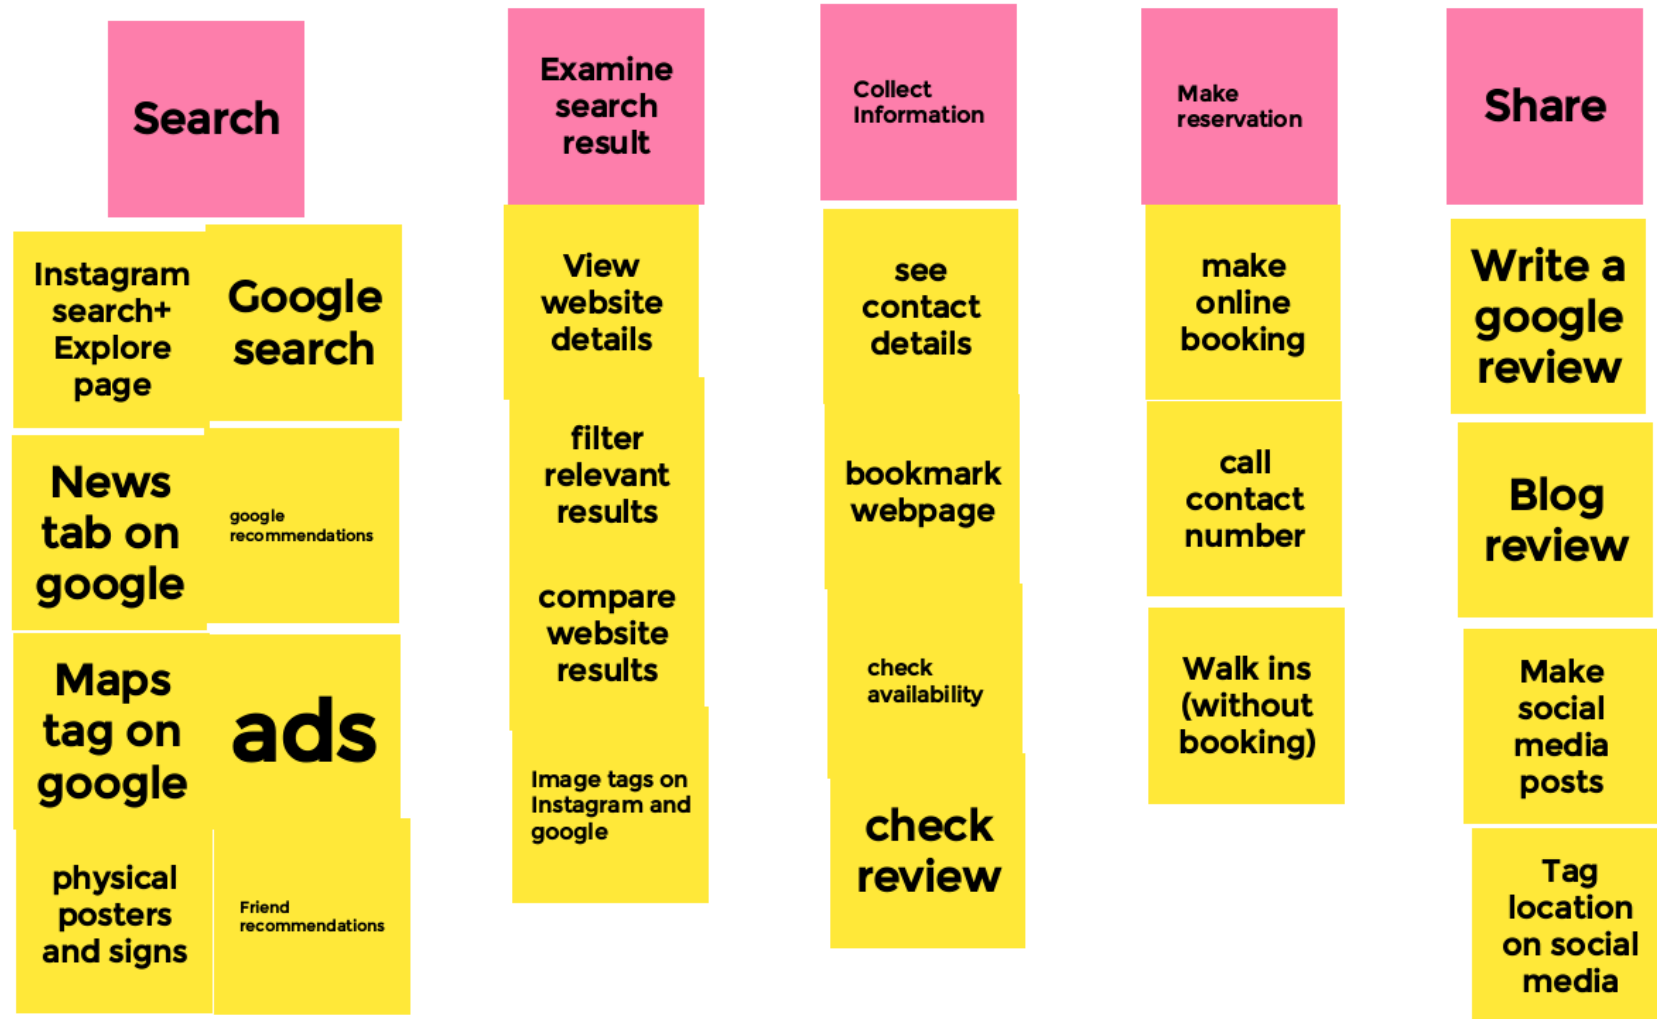 Search
Instagram
search+
Explore
page
Google
search
News
tab on
google
google
recommendations
Maps
tag on
google
ads
physical
posters
and signs
Friend
recommendations
Examine
search
result
View
website
details
filter
relevant
results
compare
website
results
Image tags on
Instagram and
google
Collect
Information
see
contact
details
bookmark
webpage
check
availability
check
review
Make
reservation
make
online
booking
call
contact
number
Walk ins
(without
booking)
Share
Write a
google
review
Blog
review
Make
social
media
posts
Tag
location
on social
media